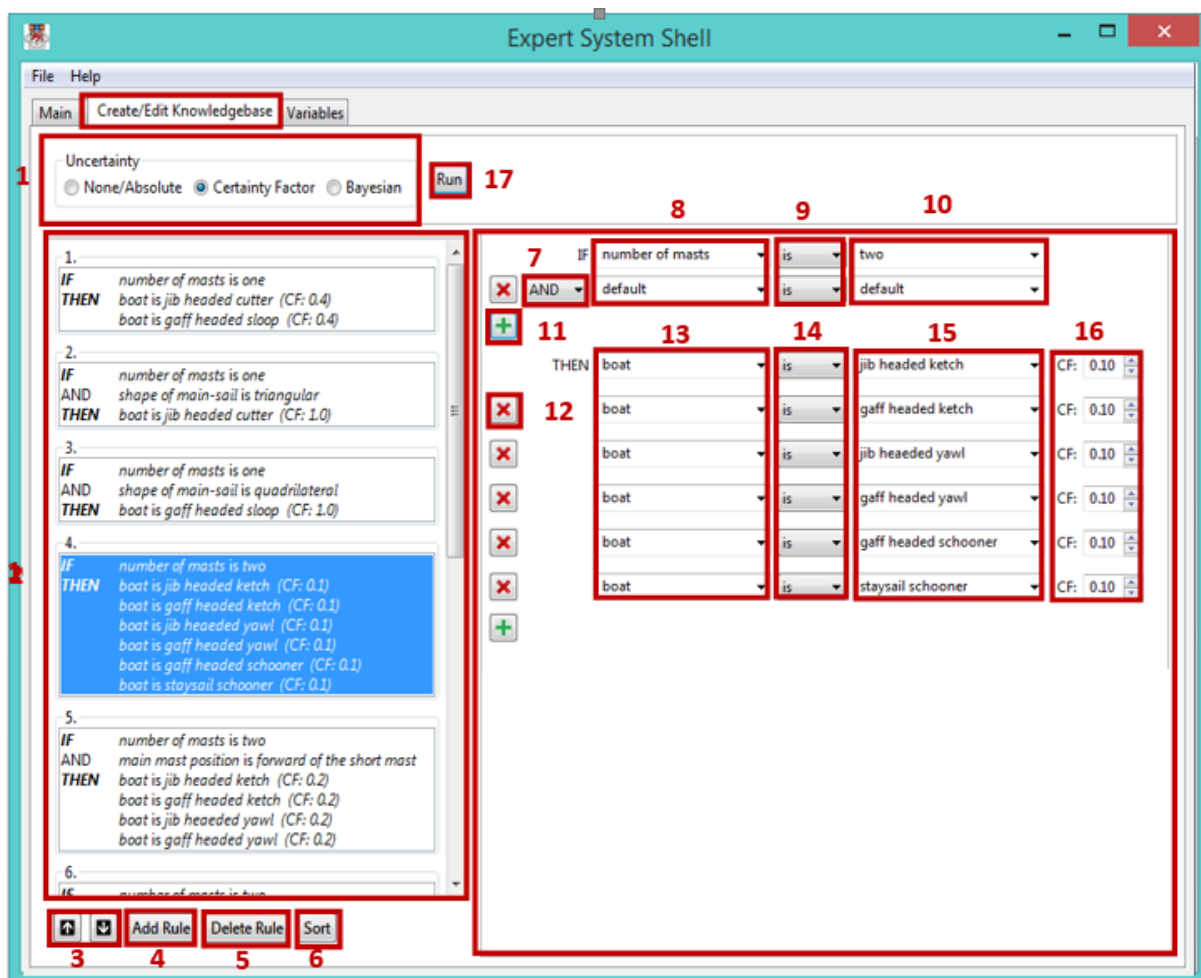 Expert System Shell
File Help
Main Create/Edit Knowledgebase Variables
Uncertainty
1
None/Absolute Certainty Factor Bayesian
Run 17
8 9 10
1.
IF number of masts is one
THEN boat is jib headed cutter (CF: 0.4)
boat is gaff headed sloop (CF: 0.4)
2.
IF number of masts is one
AND shape of main-sail is triangular
THEN boat is jib headed cutter (CF: 1.0)
3.
IF number of masts is one
AND shape of main-sail is quadrilateral
THEN boat is gaff headed sloop (CF: 1.0)
4.
IF number of masts is two
THEN boat is jib headed ketch (CF: 0.1)
boat is gaff headed ketch (CF: 0.1)
boat is jib heaeded yawl (CF: 0.1)
boat is gaff headed yawl (CF: 0.1)
boat is gaff headed schooner (CF: 0.1)
boat is staysail schooner (CF: 0.1)
5.
IF number of masts is two
AND main mast position is forward of the short mast
THEN boat is jib headed ketch (CF: 0.2)
boat is gaff headed ketch (CF: 0.2)
boat is jib heaeded yawl (CF: 0.2)
boat is gaff headed yawl (CF: 0.2)
6.
IF number of masts is two
Add Rule Delete Rule Sort
3 4 5 6
7 IF number of masts is two
AND default is default
11 13 14 15 16
THEN boat is jib headed ketch CF: 0.10
12 boat is gaff headed ketch CF: 0.10
boat is jib heaeded yawl CF: 0.10
boat is gaff headed yawl CF: 0.10
boat is gaff headed schooner CF: 0.10
boat is staysail schooner CF: 0.10